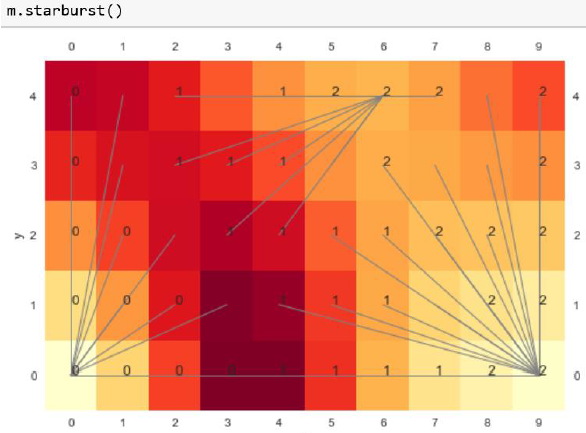 m.starburst()
0 1 2 3 4 5 6 7 8 9
4 0 1 1 2 2 2 2 4
3 0 1 1 1 2 2 3
y 2 0 0 1 1 1 2 2 2 2
1 0 0 0 1 1 2 2 1
0 0 0 0 1 1 1 2 2 0
0 1 2 3 4 5 6 7 8 9